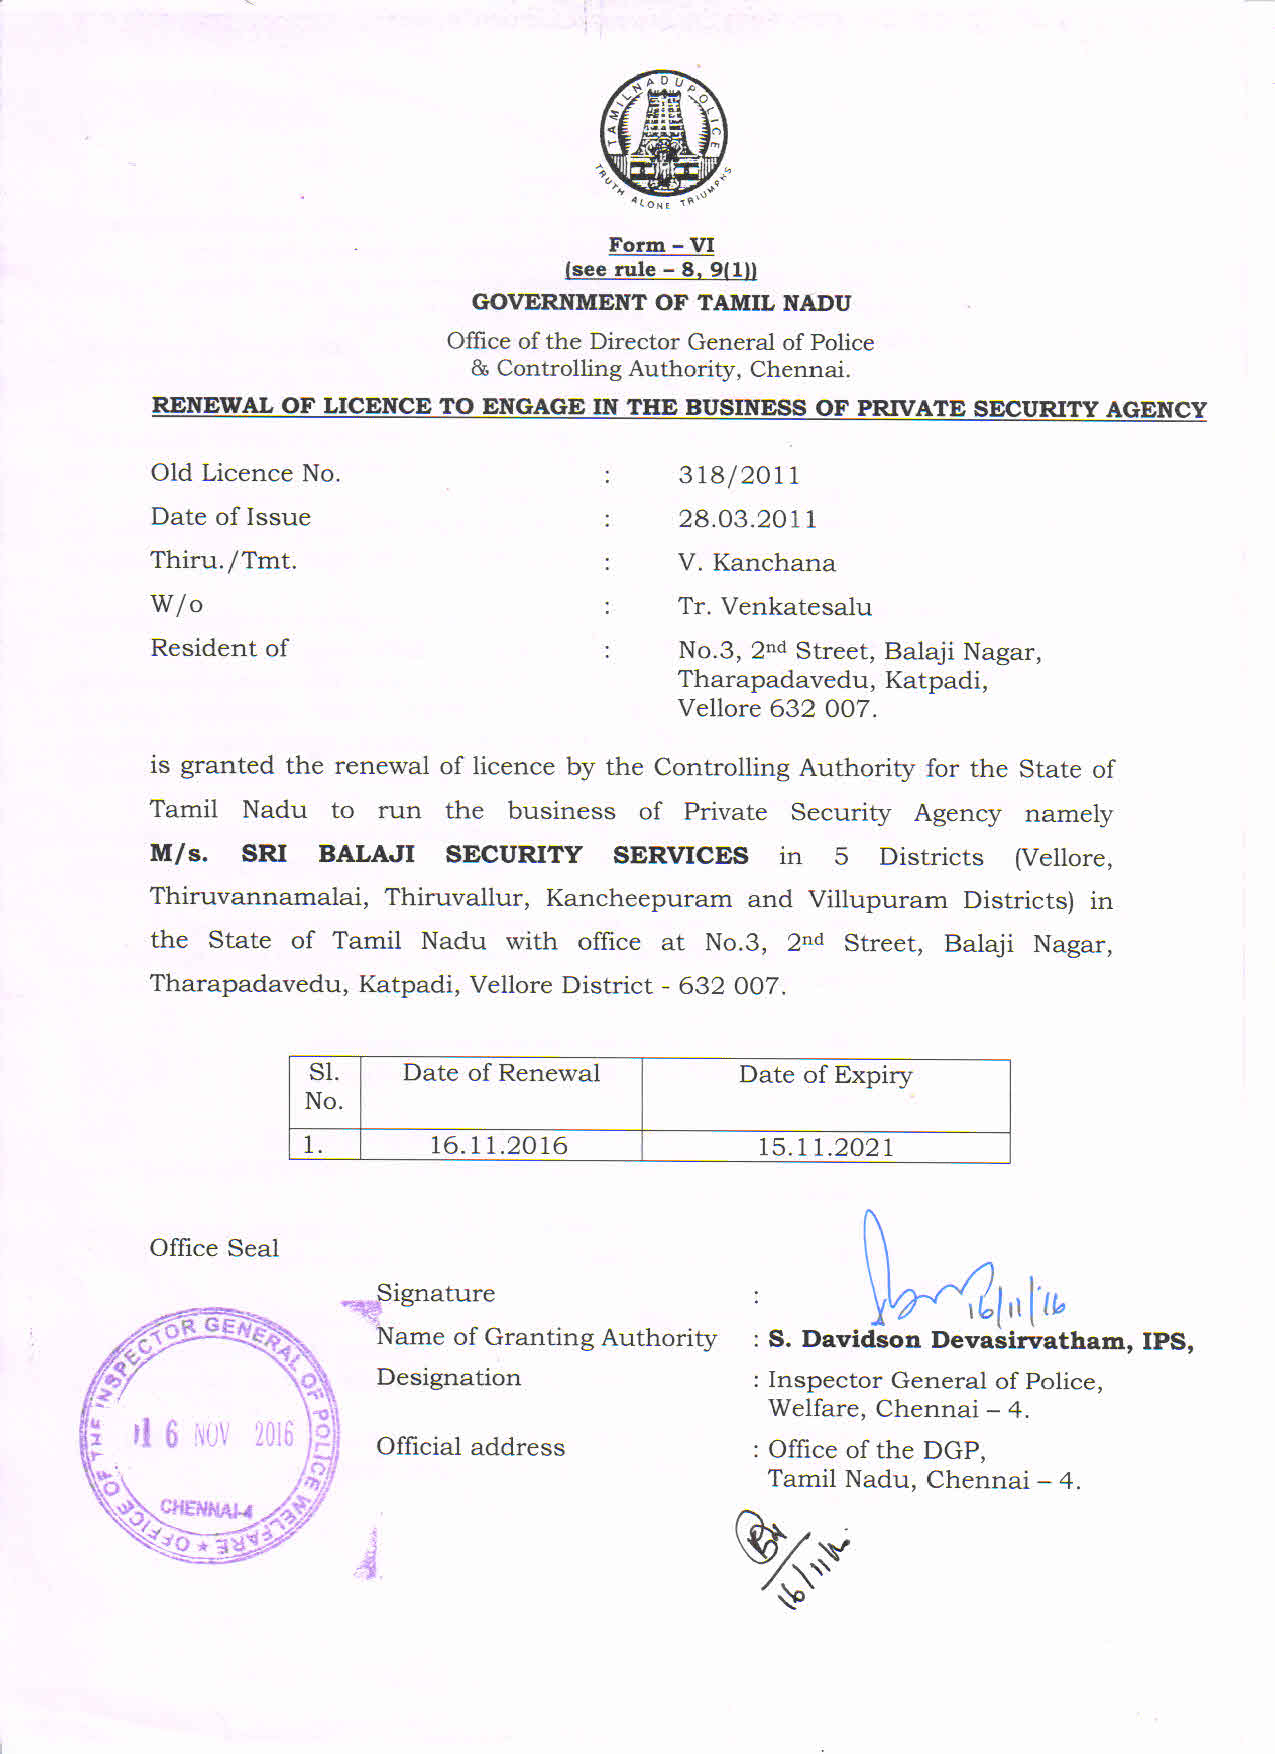 TAMILNADU POLICE
TRUTH ALONE TRIUMPHS
Form – VI
(see rule – 8, 9(1))
GOVERNMENT OF TAMIL NADU
Office of the Director General of Police
& Controlling Authority, Chennai.
RENEWAL OF LICENCE TO ENGAGE IN THE BUSINESS OF PRIVATE SECURITY AGENCY
Old Licence No. : 318/2011
Date of Issue : 28.03.2011
Thiru./Tmt. : V. Kanchana
W/o : Tr. Venkatesalu
Resident of : No.3, 2nd Street, Balaji Nagar,
Tharapadavedu, Katpadi,
Vellore 632 007.
is granted the renewal of licence by the Controlling Authority for the State of
Tamil Nadu to run the business of Private Security Agency namely
M/s. SRI BALAJI SECURITY SERVICES in 5 Districts (Vellore,
Thiruvannamalai, Thiruvallur, Kancheepuram and Villupuram Districts) in
the State of Tamil Nadu with office at No.3, 2nd Street, Balaji Nagar,
Tharapadavedu, Katpadi, Vellore District - 632 007.
Sl. Date of Renewal Date of Expiry
No.
1. 16.11.2016 15.11.2021
Office Seal
Signature :
16/11/16
Name of Granting Authority : S. Davidson Devasirvatham, IPS,
Designation : Inspector General of Police,
Welfare, Chennai – 4.
Official address : Office of the DGP,
Tamil Nadu, Chennai – 4.
OFFICE OF THE INSPECTOR GENERAL OF POLICE WELFARE ★
16 NOV 2016
CHENNAI-4
16/11/16